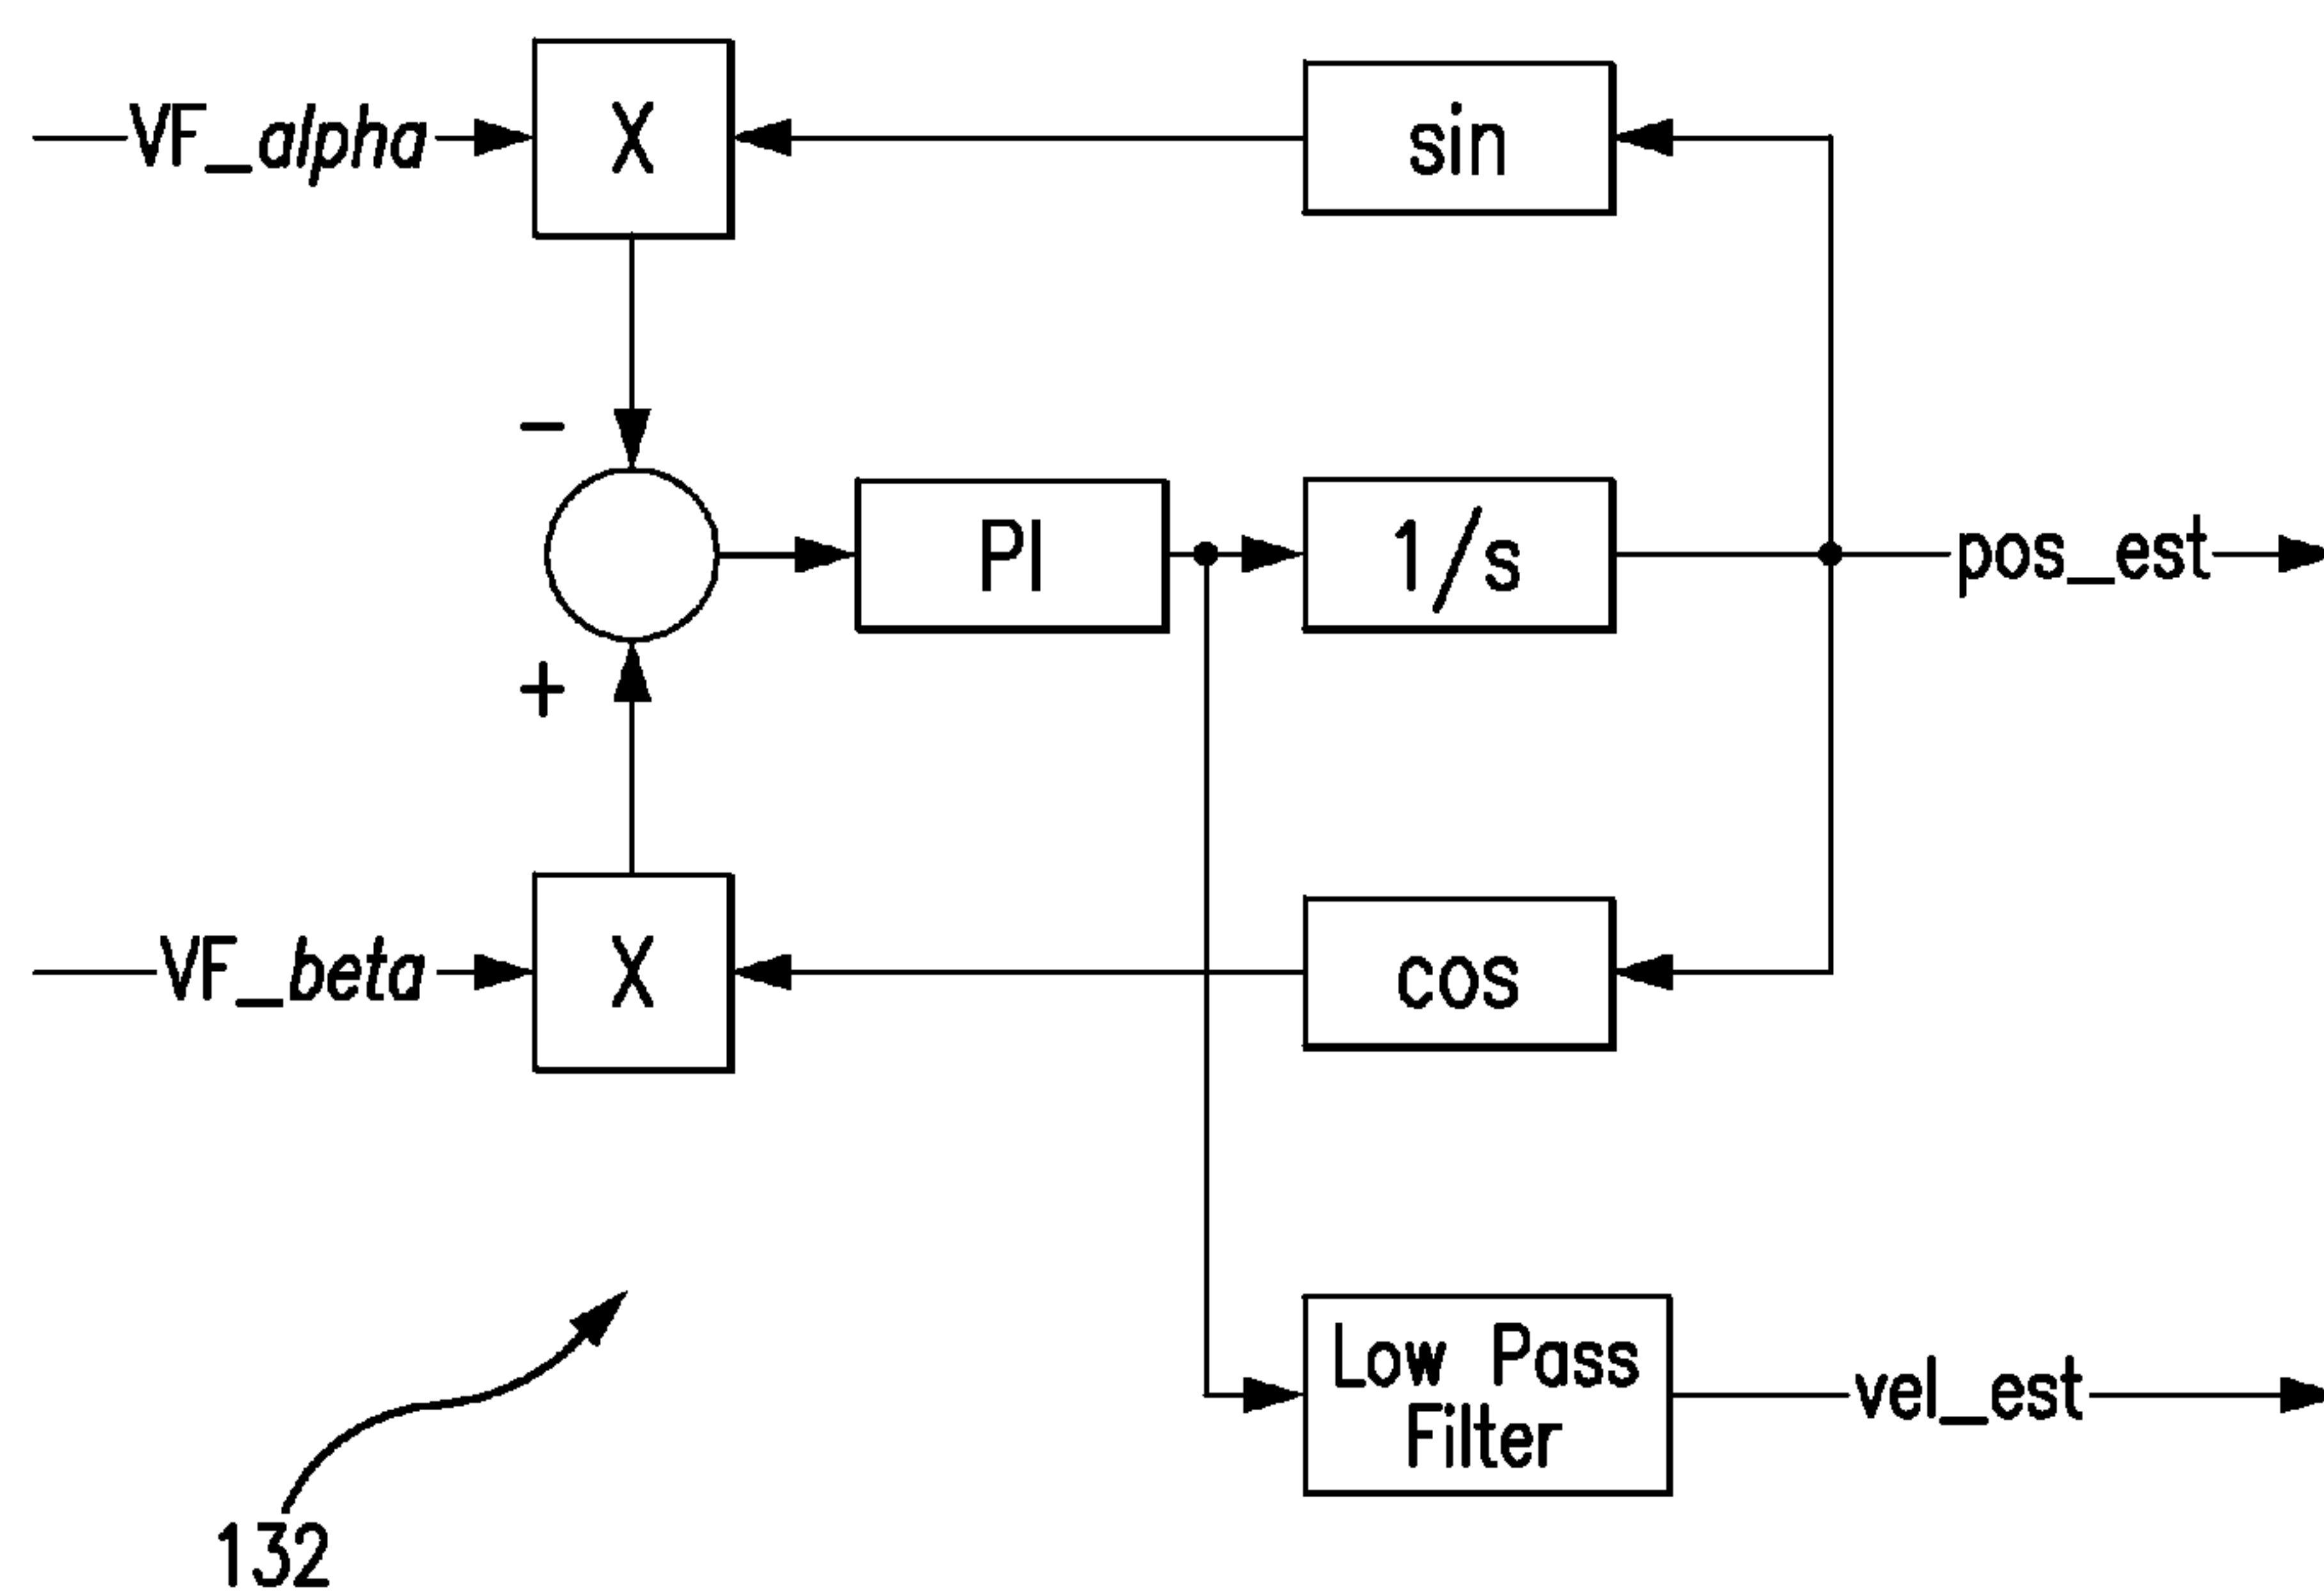 VF_alpha
X
sin
-
PI
1/s
pos_est
+
VF_beta
X
cos
Low Pass
Filter
vel_est
132